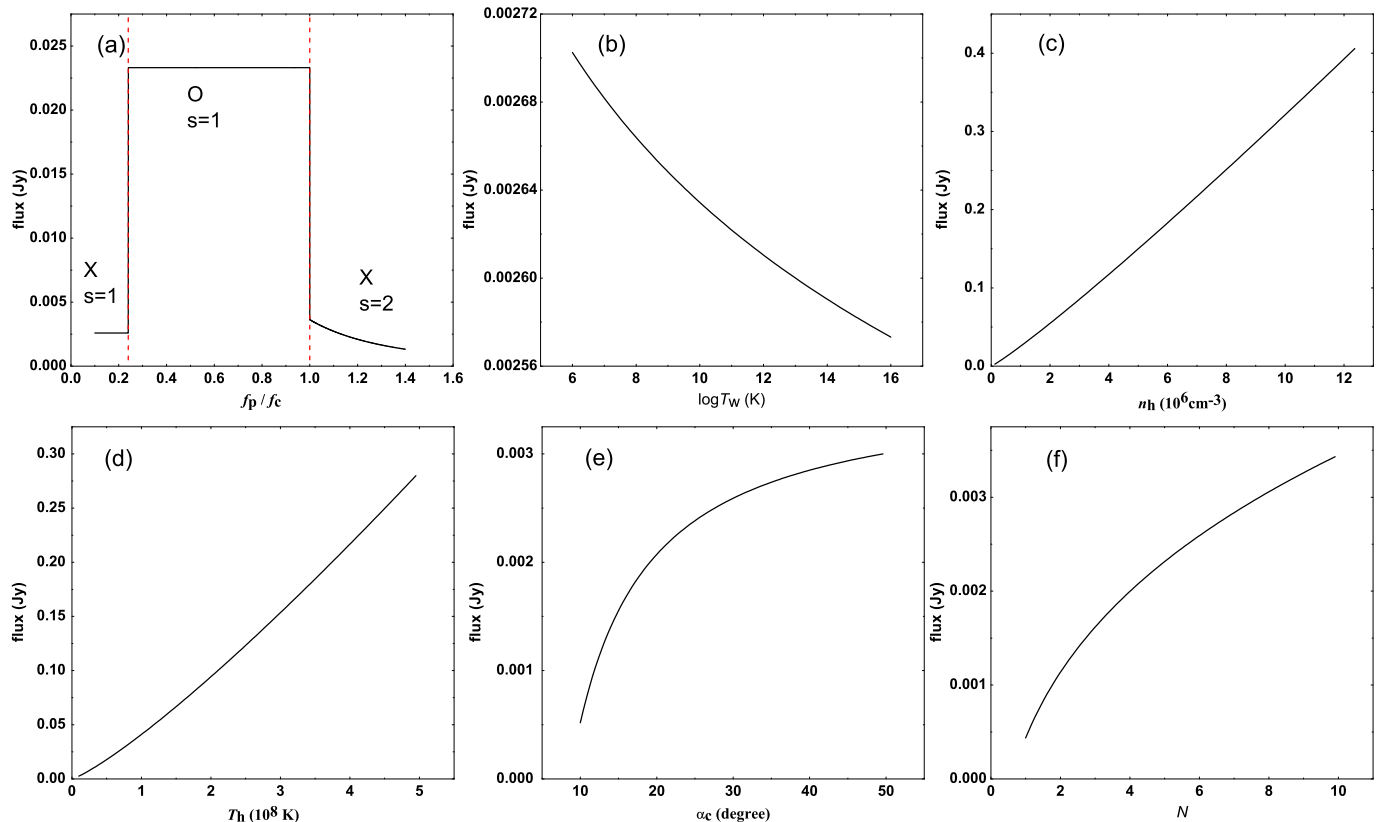 (a)
0.025
0.020
0.015
0.010
0.005
0.000
flux (Jy)
O
s=1
X
s=1
X
s=2
0.0 0.2 0.4 0.6 0.8 1.0 1.2 1.4 1.6
fp / fc
(b)
0.00272
0.00268
0.00264
0.00260
0.00256
flux (Jy)
6 8 10 12 14 16
logTw (K)
(c)
0.4
0.3
0.2
0.1
0.0
flux (Jy)
0 2 4 6 8 10 12
nh (10⁶cm-3)
(d)
0.30
0.25
0.20
0.15
0.10
0.05
0.00
flux (Jy)
0 1 2 3 4 5
Th (10⁸ K)
(e)
0.003
0.002
0.001
0.000
flux (Jy)
10 20 30 40 50
αc (degree)
(f)
0.003
0.002
0.001
0.000
flux (Jy)
0 2 4 6 8 10
N